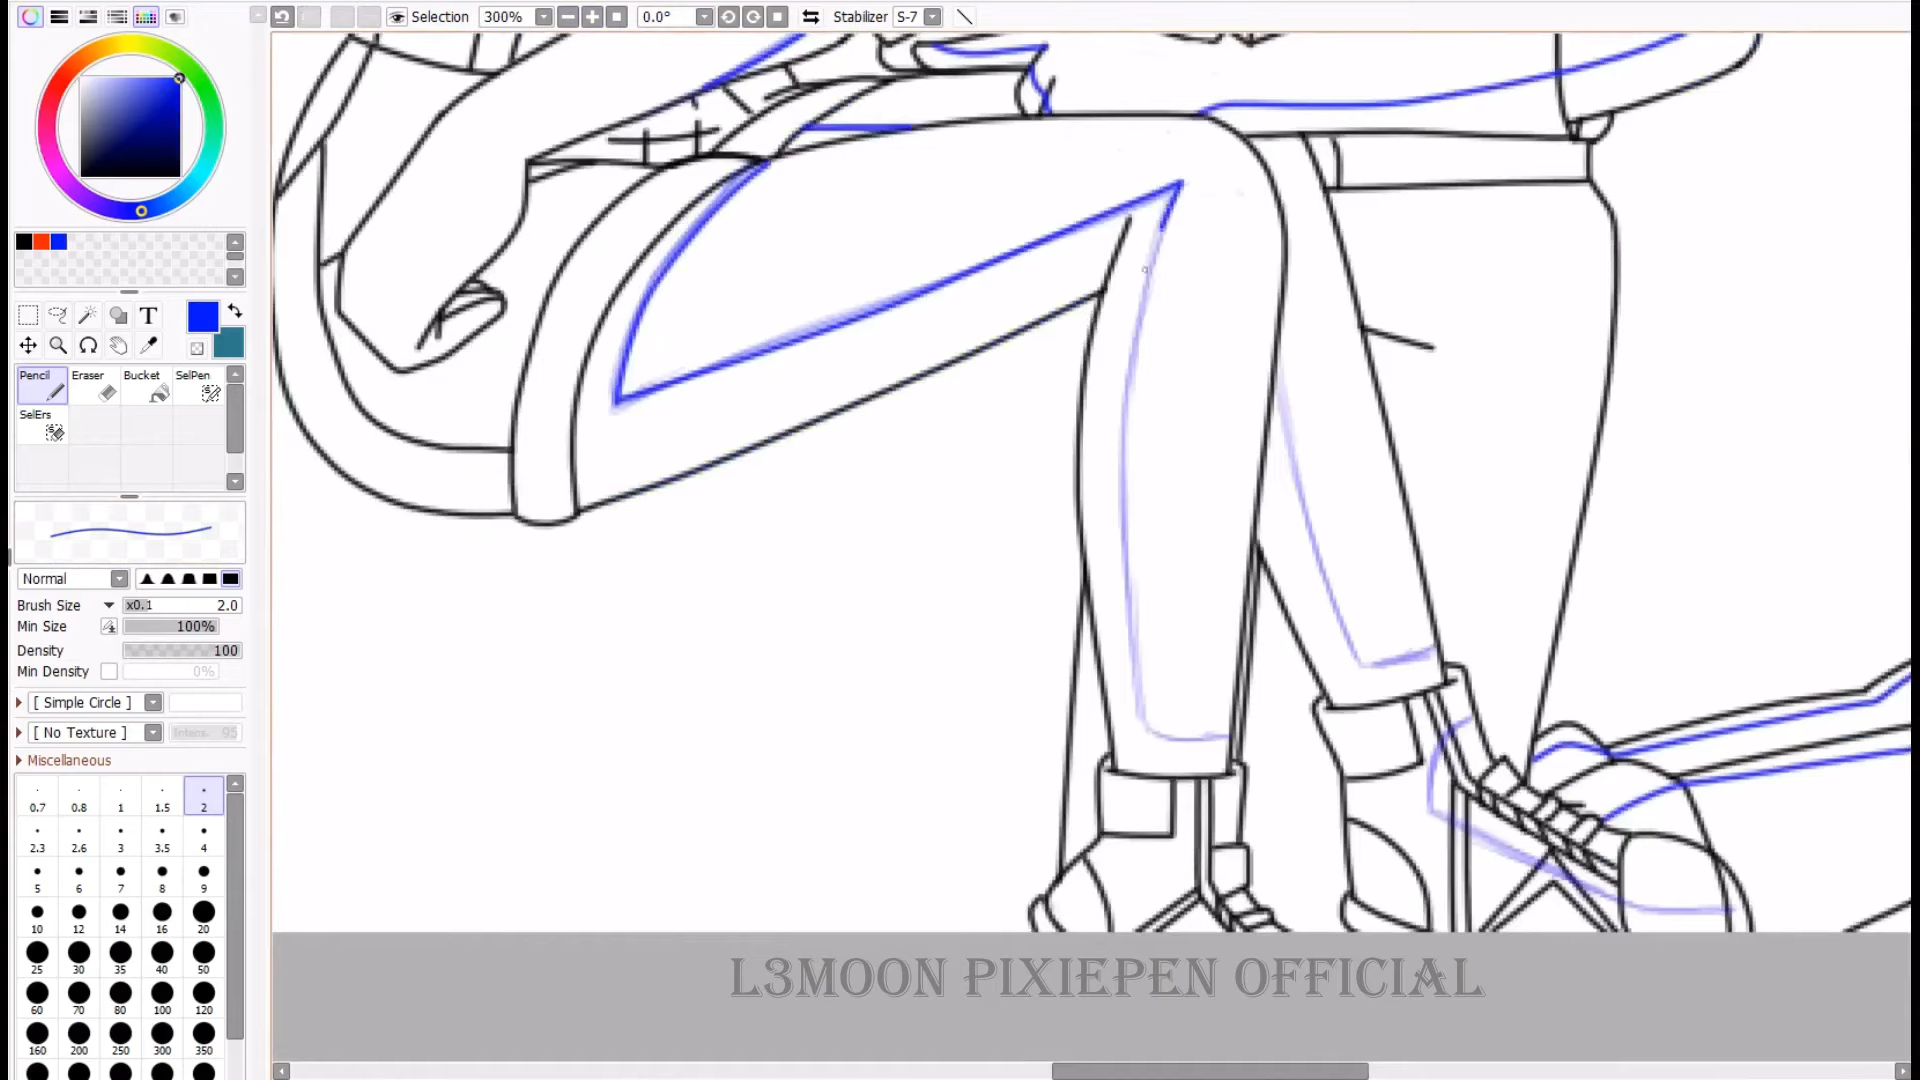 Selection 300% 0.0° Stabilizer S-7
T
Pencil Eraser Bucket SelPen
SelErs
Normal
Brush Size x0.1 2.0
Min Size 100%
Density 100
Min Density 0%
[ Simple Circle ]
[ No Texture ] Intens. 95
Miscellaneous
0.7 0.8 1 1.5 2
2.3 2.6 3 3.5 4
5 6 7 8 9
10 12 14 16 20
25 30 35 40 50
60 70 80 100 120
160 200 250 300 350
L3MOON PIXIEPEN OFFICIAL